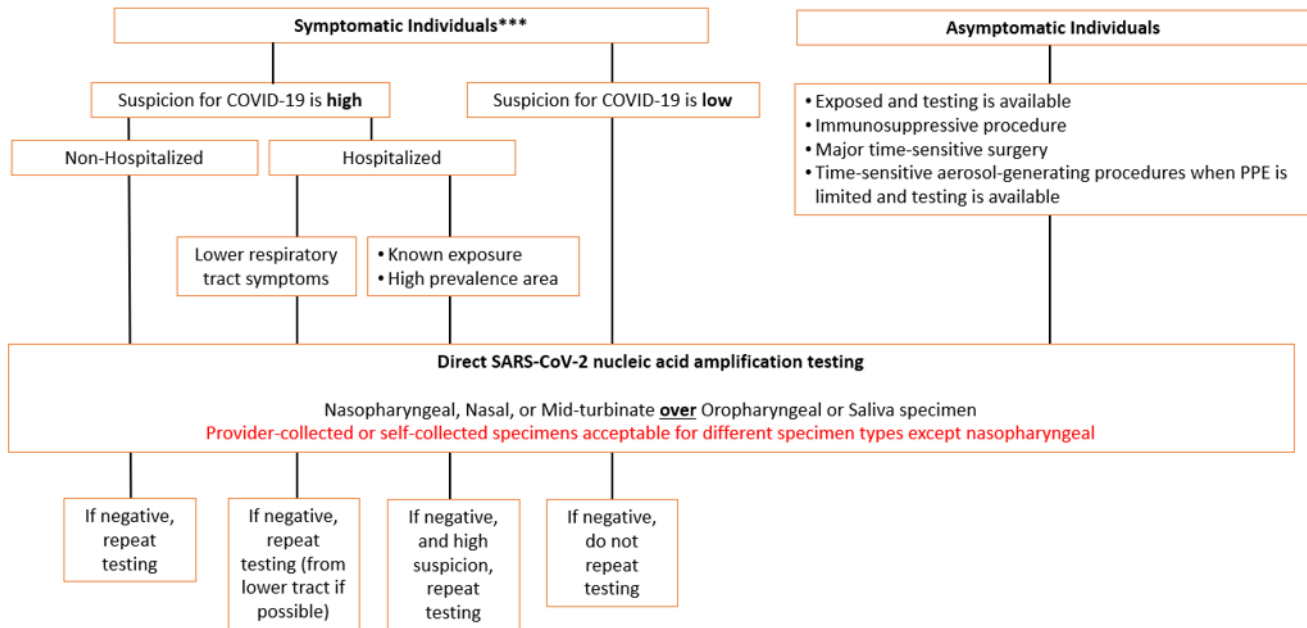 Symptomatic Individuals***
Asymptomatic Individuals
Suspicion for COVID-19 is high
Suspicion for COVID-19 is low
• Exposed and testing is available
• Immunosuppressive procedure
• Major time-sensitive surgery
• Time-sensitive aerosol-generating procedures when PPE is
limited and testing is available
Non-Hospitalized
Hospitalized
Lower respiratory
tract symptoms
• Known exposure
• High prevalence area
Direct SARS-CoV-2 nucleic acid amplification testing
Nasopharyngeal, Nasal, or Mid-turbinate over Oropharyngeal or Saliva specimen
Provider-collected or self-collected specimens acceptable for different specimen types except nasopharyngeal
If negative,
repeat
testing
If negative,
repeat
testing (from
lower tract if
possible)
If negative,
and high
suspicion,
repeat
testing
If negative,
do not
repeat
testing